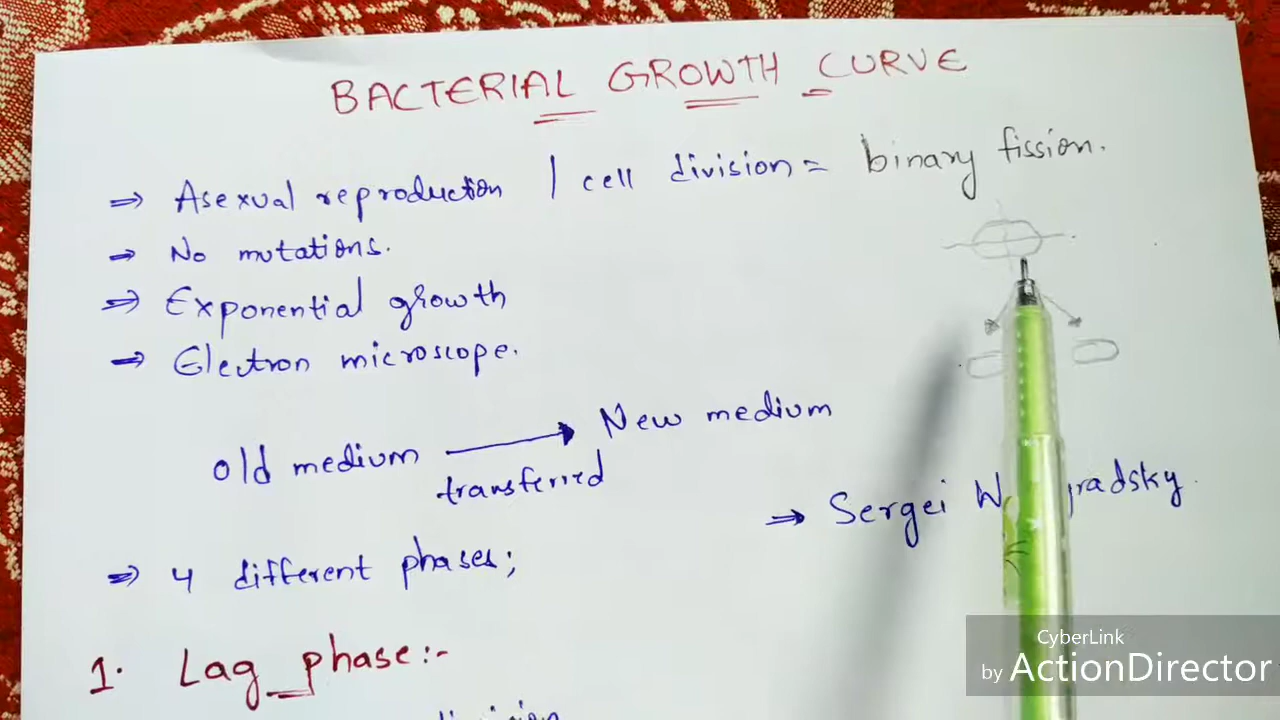 BACTERIAL GROWTH CURVE
⇒ Asexual reproduction / cell division = binary fission.
⇒ No mutations.
⇒ Exponential growth
⇒ Electron microscope.
old medium → New medium
transferred
⇒ Sergei
⇒ 4 different phases;
1. Lag phase:-
division
CyberLink
by ActionDirector